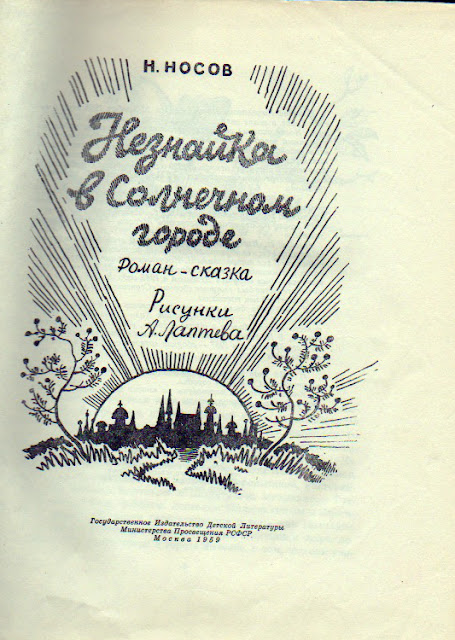 Н. НОСОВ
Незнайка
в Солнечном
городе
Роман-сказка
Рисунки
А. Лаптева
Государственное Издательство Детской Литературы
Министерства Просвещения РСФСР
Москва 1959